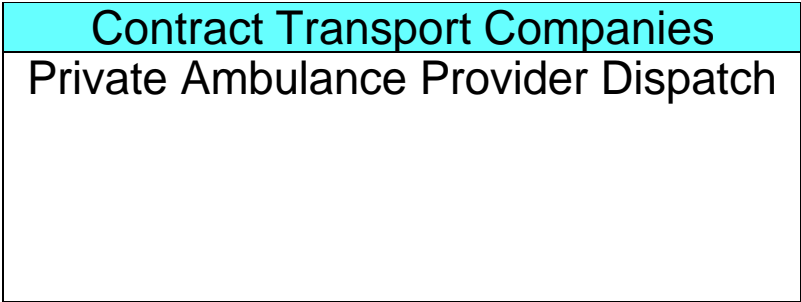 Contract Transport Companies
Private Ambulance Provider Dispatch